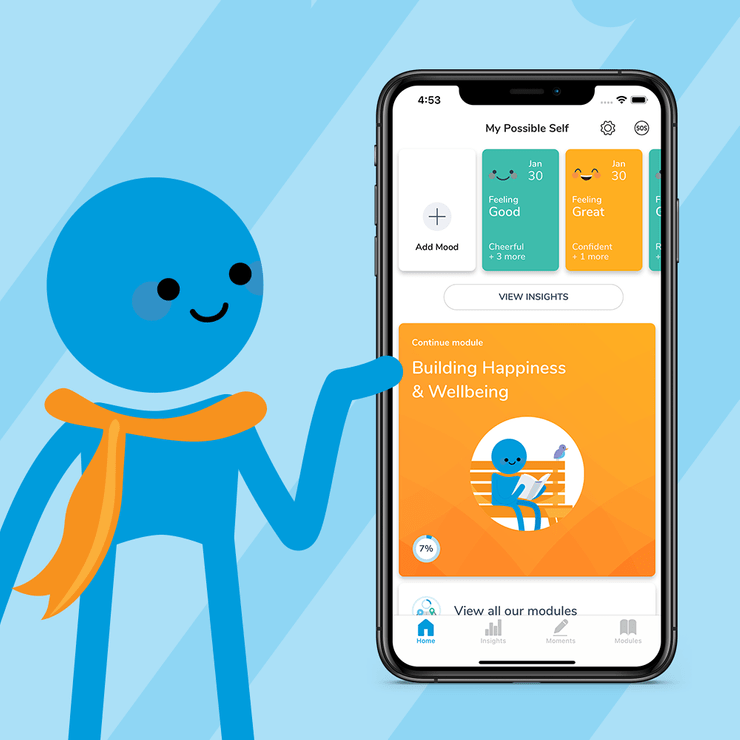 4:53
My Possible Self
SOS
Jan
30
Feeling
Good
Cheerful
+ 3 more
Jan
30
Feeling
Great
Confident
+ 1 more
Add Mood
VIEW INSIGHTS
Continue module
Building Happiness
& Wellbeing
7%
View all our modules
Home
Insights
Moments
Modules